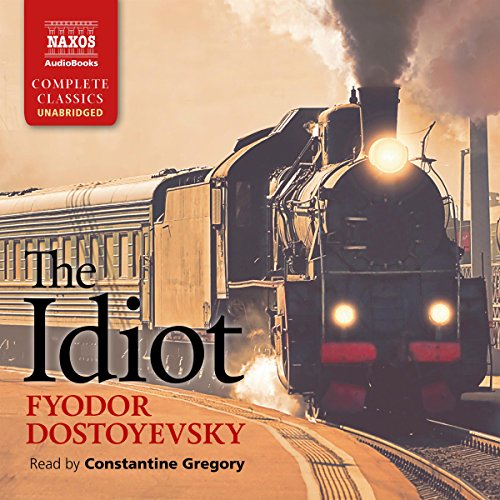 NAXOS
AudioBooks
COMPLETE
CLASSICS
UNABRIDGED
The
Idiot
FYODOR
DOSTOYEVSKY
Read by Constantine Gregory